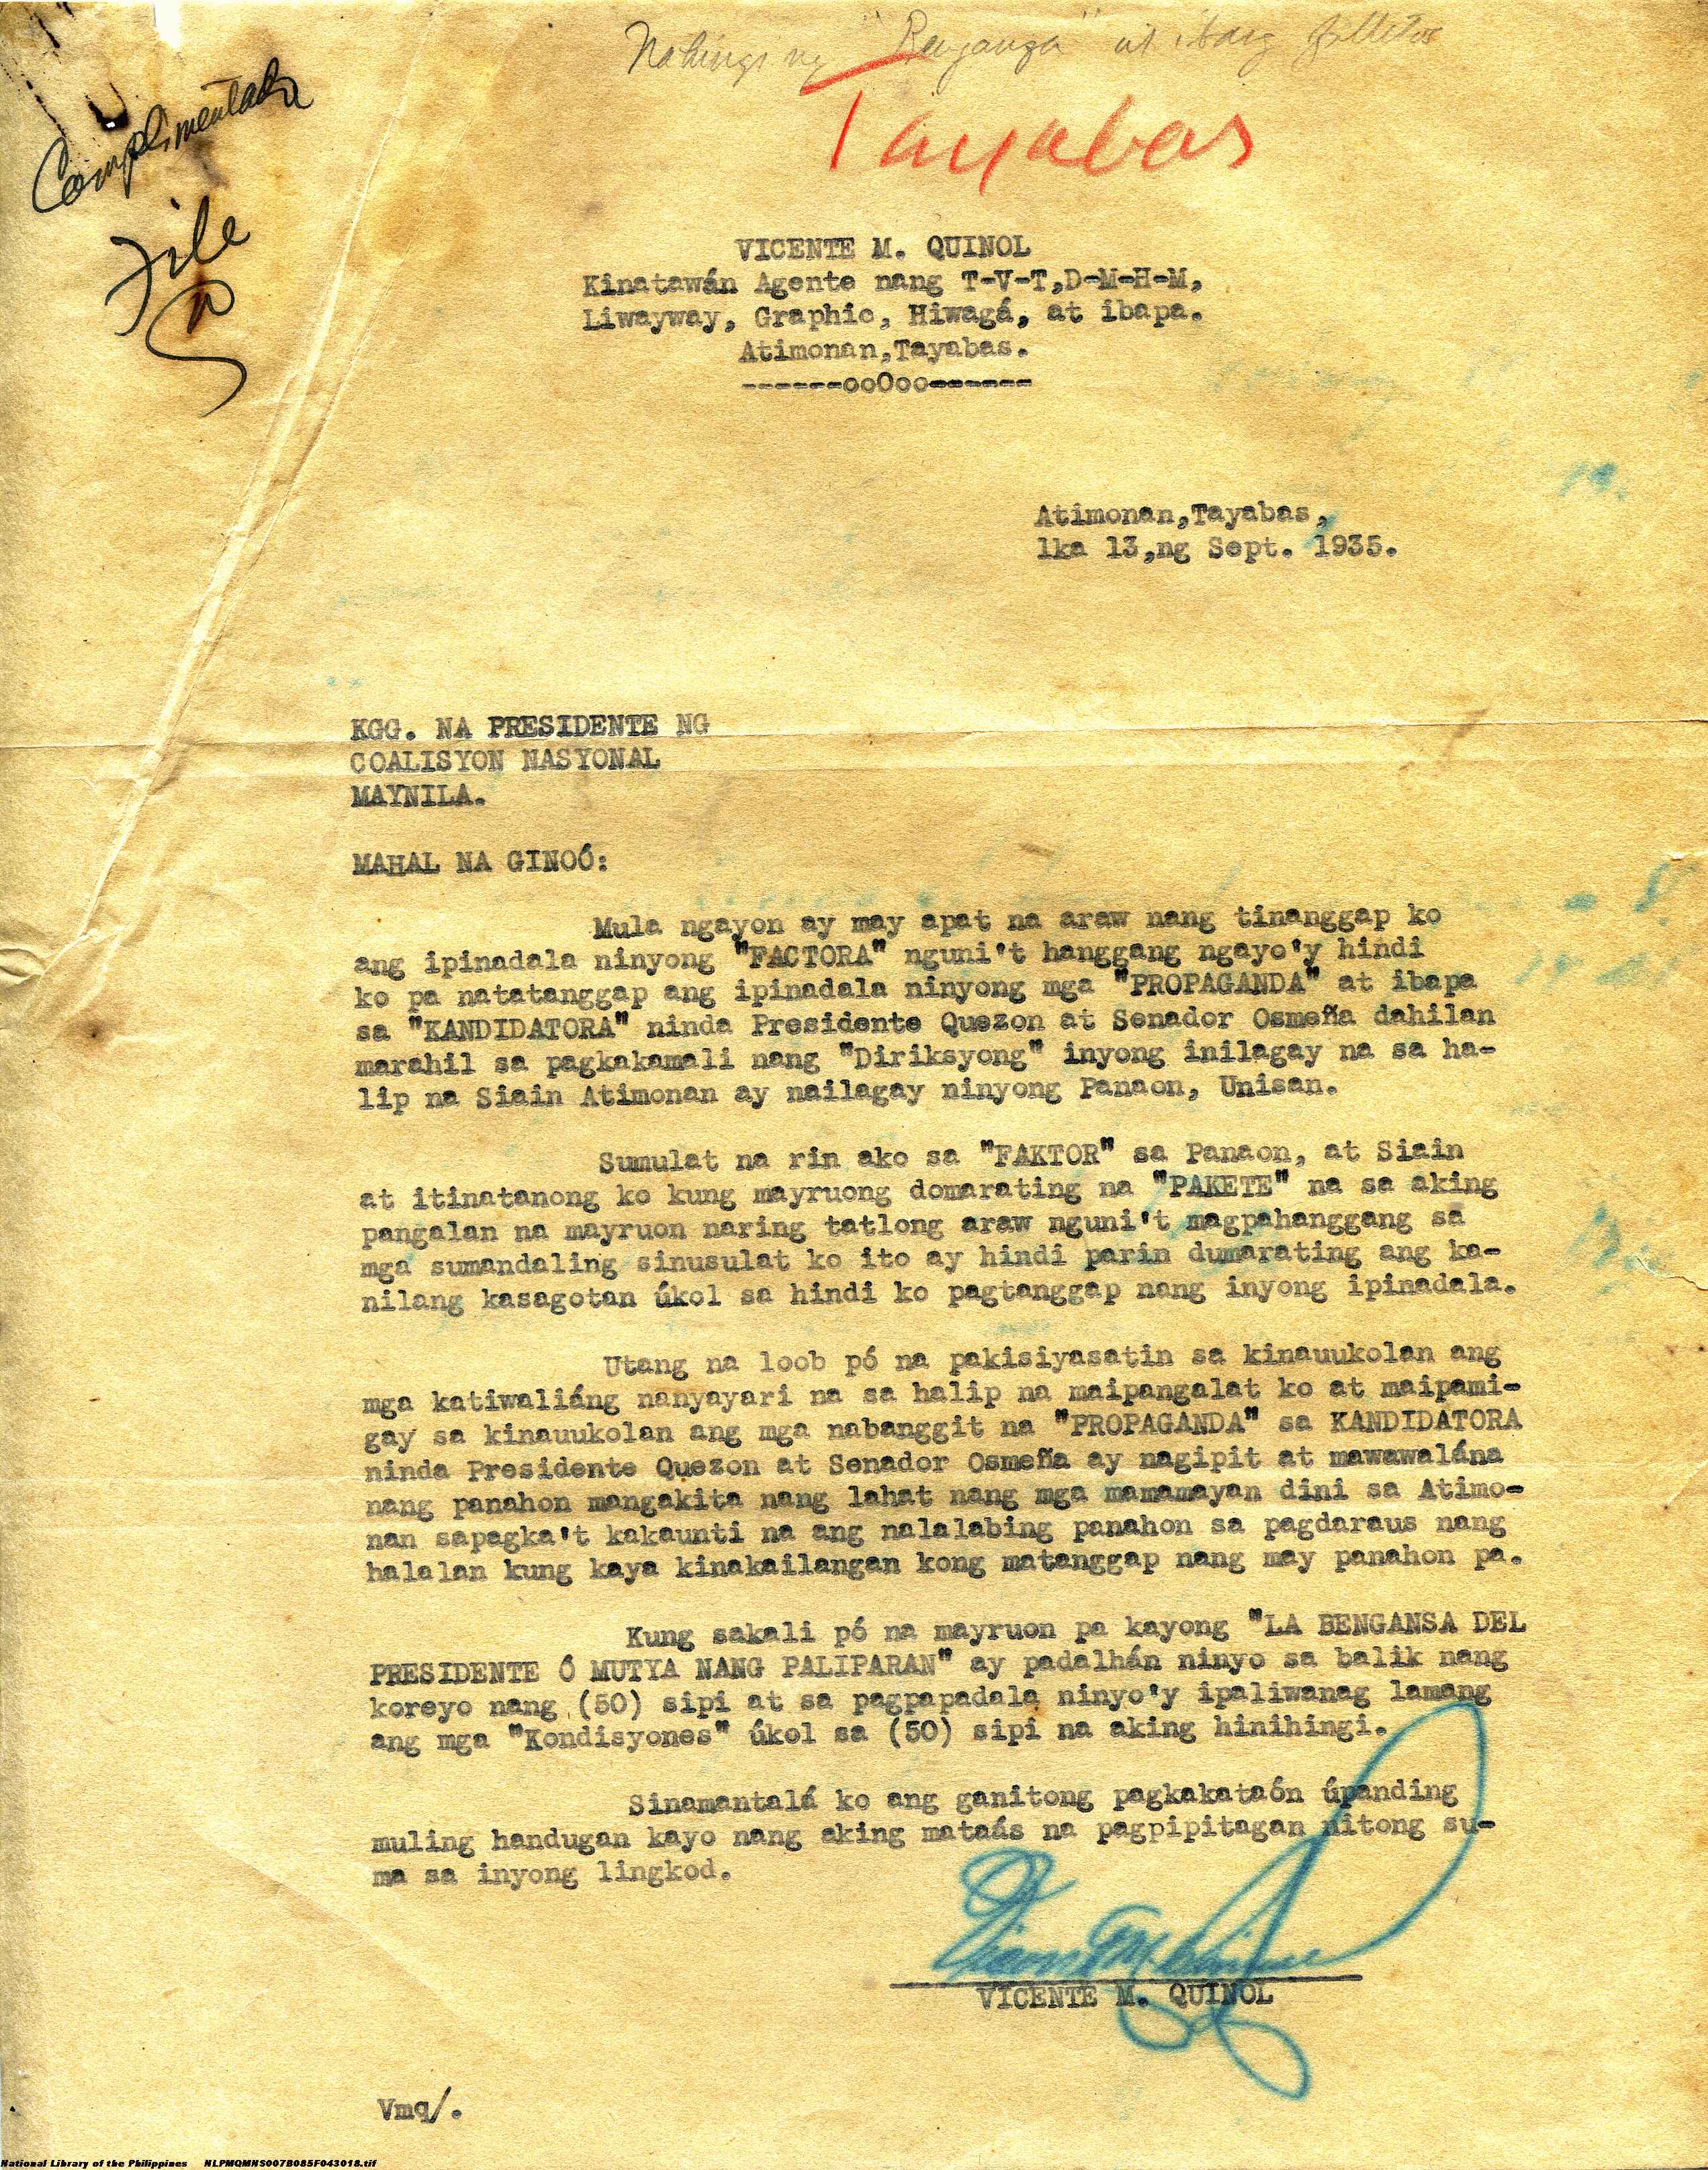 Nahingi ng "Benganza" at ibang folletos
Tayabas
Complimentada
File
VICENTE M. QUINOL
Kinatawán Agente nang T-V-T,D-M-H-M,
Liwayway, Graphic, Hiwagá, at ibapa.
Atimonan,Tayabas.
------ooOoo------
Atimonan,Tayabas,
1ka 13,ng Sept. 1935.
KGG. NA PRESIDENTE NG
COALISYON NASYONAL
MAYNILA.
MAHAL NA GINOÓ:
Mula ngayon ay may apat na araw nang tinanggap ko
ang ipinadala ninyong "FACTORA" nguni't hanggang ngayo'y hindi
ko pa natatanggap ang ipinadala ninyong mga "PROPAGANDA" at ibapa
sa "KANDIDATORA" ninda Presidente Quezon at Senador Osmeña dahilan
marahil sa pagkakamali nang "Diriksyong" inyong inilagay na sa ha-
lip na Siain Atimonan ay nailagay ninyong Panaon, Unisan.
Sumulat na rin ako sa "FAKTOR" sa Panaon, at Siain
at itinatanong ko kung mayruong domarating na "PAKETE" na sa aking
pangalan na mayruon naring tatlong araw nguni't magpahanggang sa
mga sumandaling sinusulat ko ito ay hindi parin dumarating ang ka-
nilang kasagotan úkol sa hindi ko pagtanggap nang inyong ipinadala.
Utang na loob pó na pakisiyasatin sa kinauukolan ang
mga katiwaliáng nanyayari na sa halip na maipangalat ko at maipami-
gay sa kinauukolan ang mga nabanggit na "PROPAGANDA" sa KANDIDATORA
ninda Presidente Quezon at Senador Osmeña ay nagipit at mawawalána
nang panahon mangakita nang lahat nang mga mamamayan dini sa Atimo-
nan sapagka't kakaunti na ang nalalabing panahon sa pagdaraus nang
halalan kung kaya kinakailangan kong matanggap nang may panahon pa.
Kung sakali pó na mayruon pa kayong "LA BENGANSA DEL
PRESIDENTE Ó MUTYA NANG PALIPARAN" ay padalhán ninyo sa balik nang
koreyo nang (50) sipi at sa pagpapadala ninyo'y ipaliwanag lamang
ang mga "Kondisyones" úkol sa (50) sipi na aking hinihingi.
Sinamantalá ko ang ganitong pagkakataón úpanding
muling handugan kayo nang aking mataás na pagpipitagan nitong su-
ma sa inyong lingkod.
VICENTE M. QUINOL
Vmq/.
National Library of the Philippines NLPMQMNS007B085F043018.tif